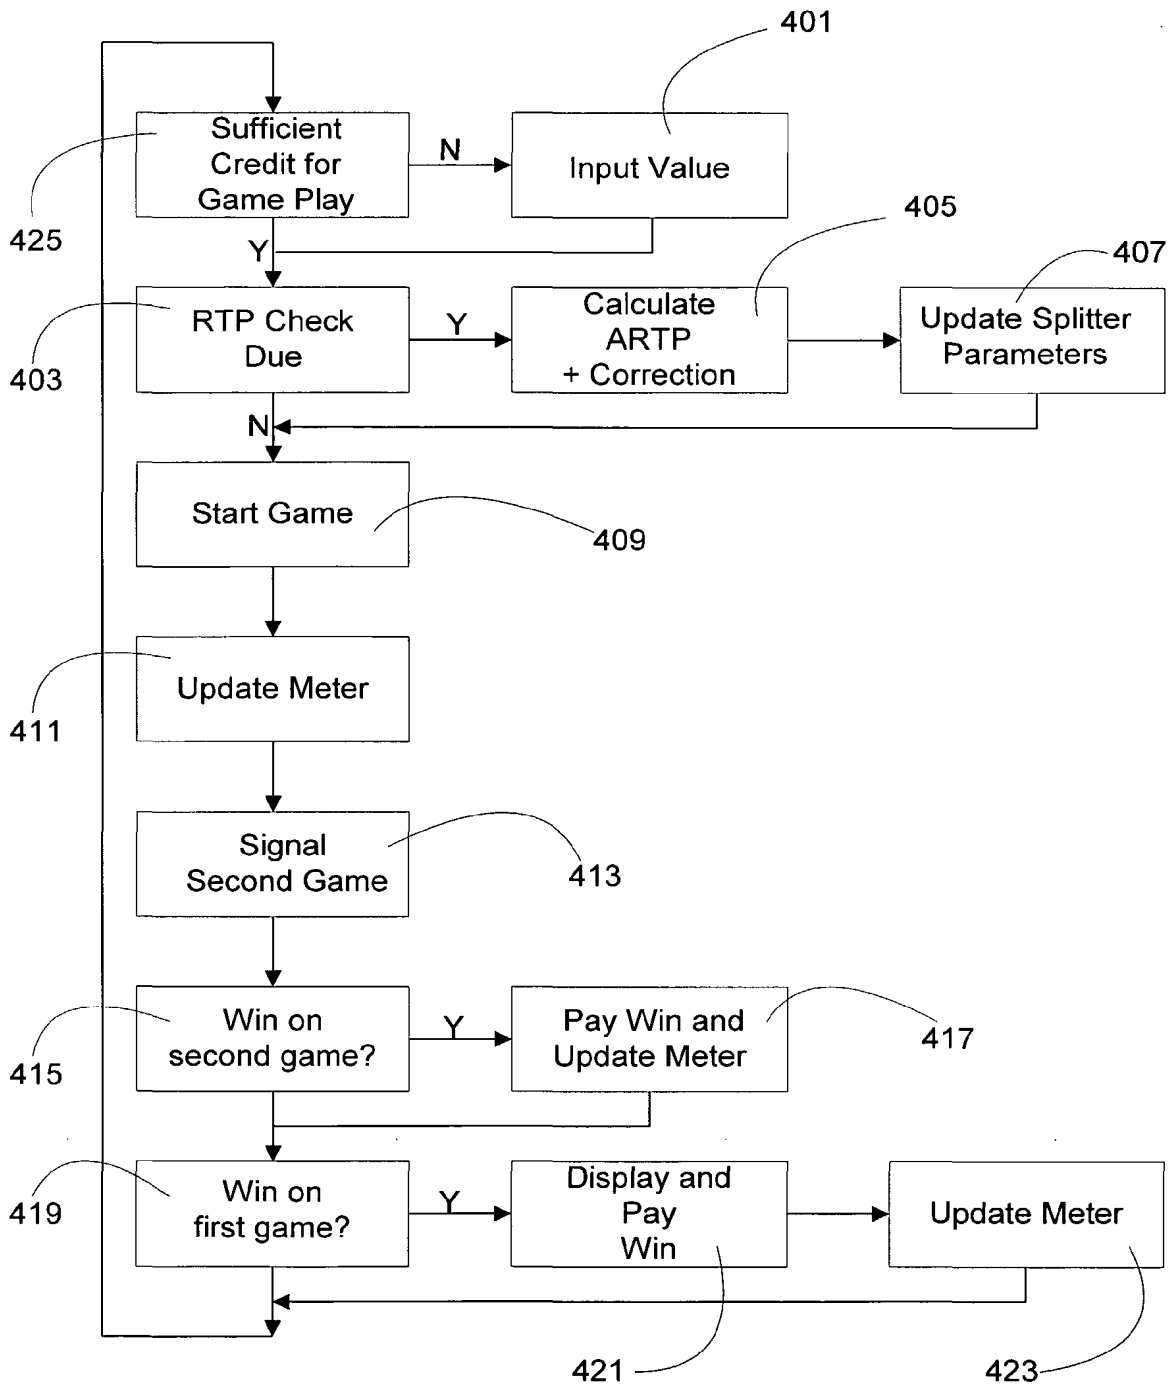 401
Sufficient
Credit for
Game Play
N
Input Value
425
Y
405
407
RTP Check
Due
Y
Calculate
ARTP
+ Correction
Update Splitter
Parameters
403
N
Start Game
409
Update Meter
411
Signal
Second Game
413
Win on
second game?
Y
Pay Win and
Update Meter
417
415
Win on
first game?
Y
Display and
Pay
Win
Update Meter
419
421
423